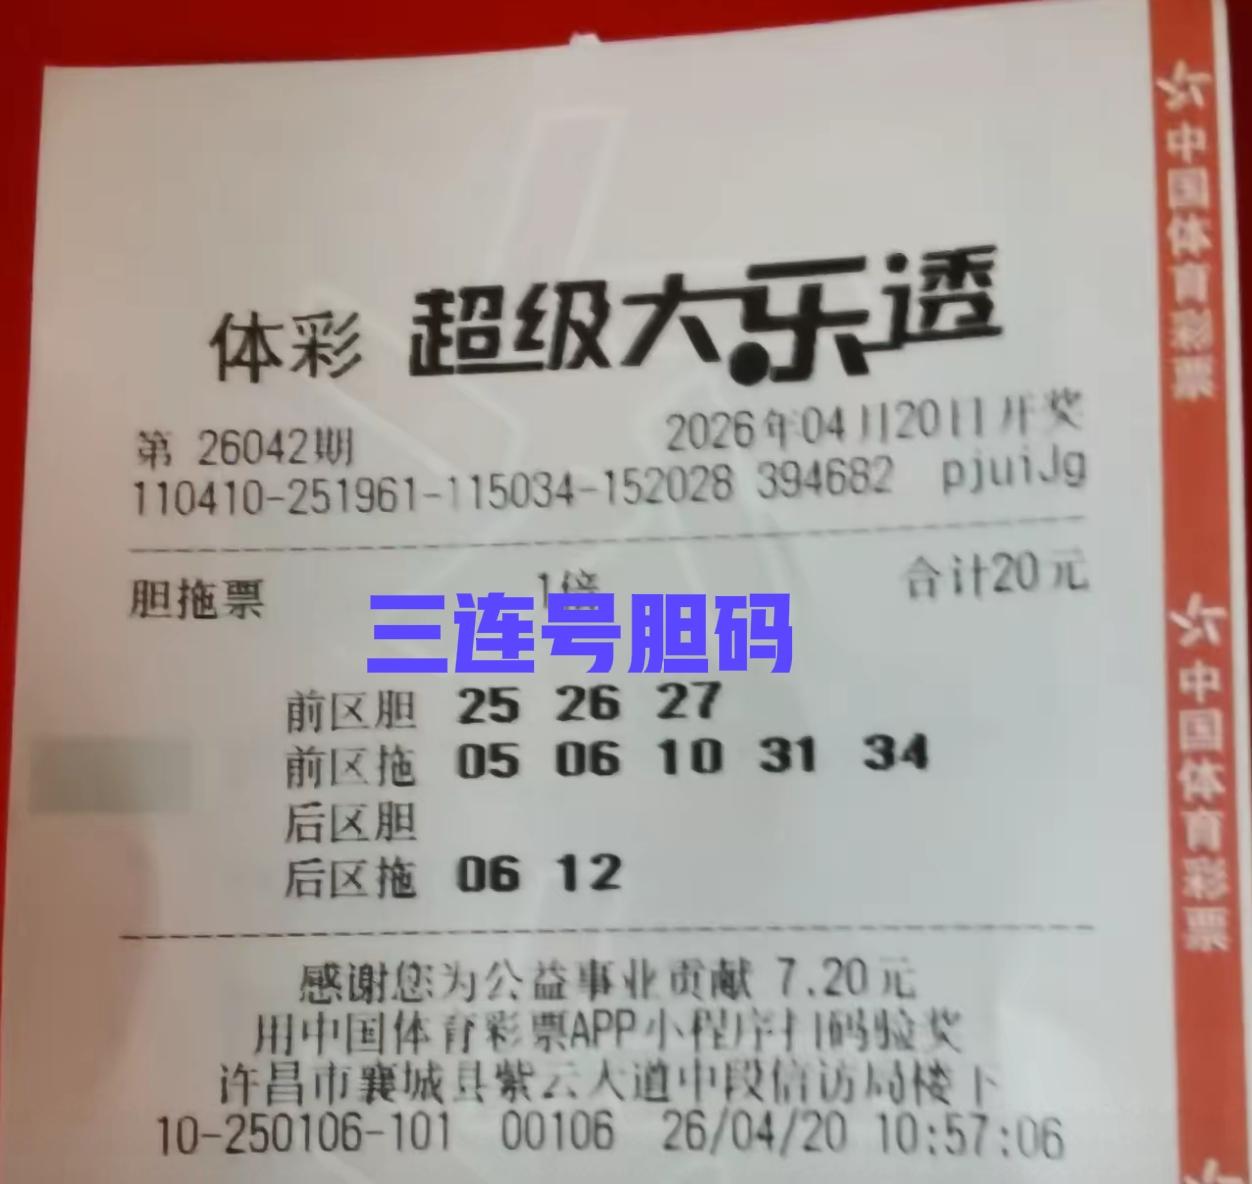 体彩 超级大乐透
第 26042期 2026年04月20日开奖
110410-251961-115034-152028 394682 pjuiJg
胆拖票 1倍 合计20元
三连号胆码
前区胆 25 26 27
前区拖 05 06 10 31 34
后区胆
后区拖 06 12
感谢您为公益事业贡献 7.20元
用中国体育彩票APP小程序扫码验奖
许昌市襄城县紫云大道中段信访局楼下
10-250106-101 00106 26/04/20 10:57:06
中国体育彩票
中国体育彩票